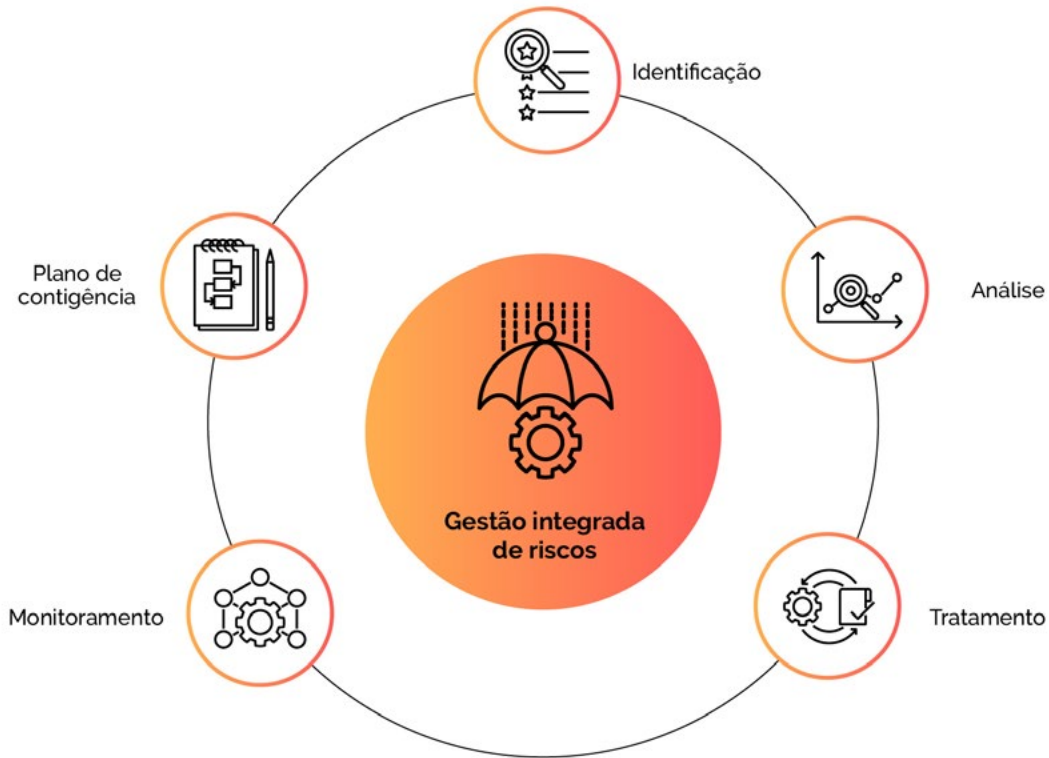 Identificação
Análise
Tratamento
Monitoramento
Plano de
contigência
Gestão integrada
de riscos